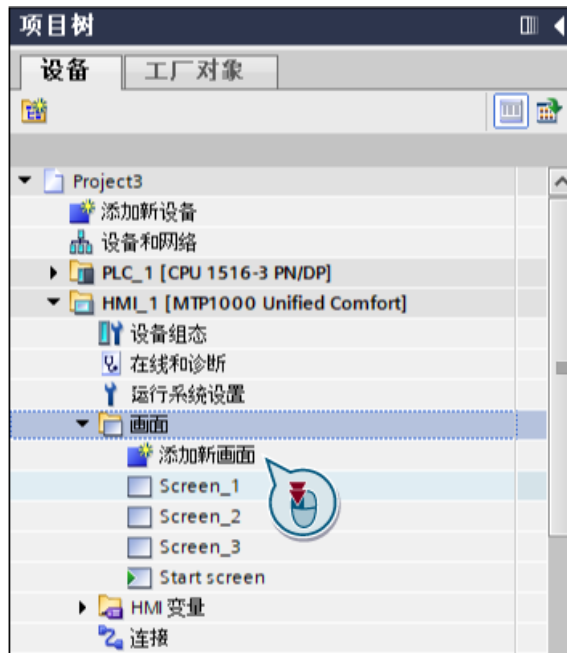 项目树
设备 工厂对象
Project3
添加新设备
设备和网络
PLC_1 [CPU 1516-3 PN/DP]
HMI_1 [MTP1000 Unified Comfort]
设备组态
在线和诊断
运行系统设置
画面
添加新画面
Screen_1
Screen_2
Screen_3
Start screen
HMI 变量
连接